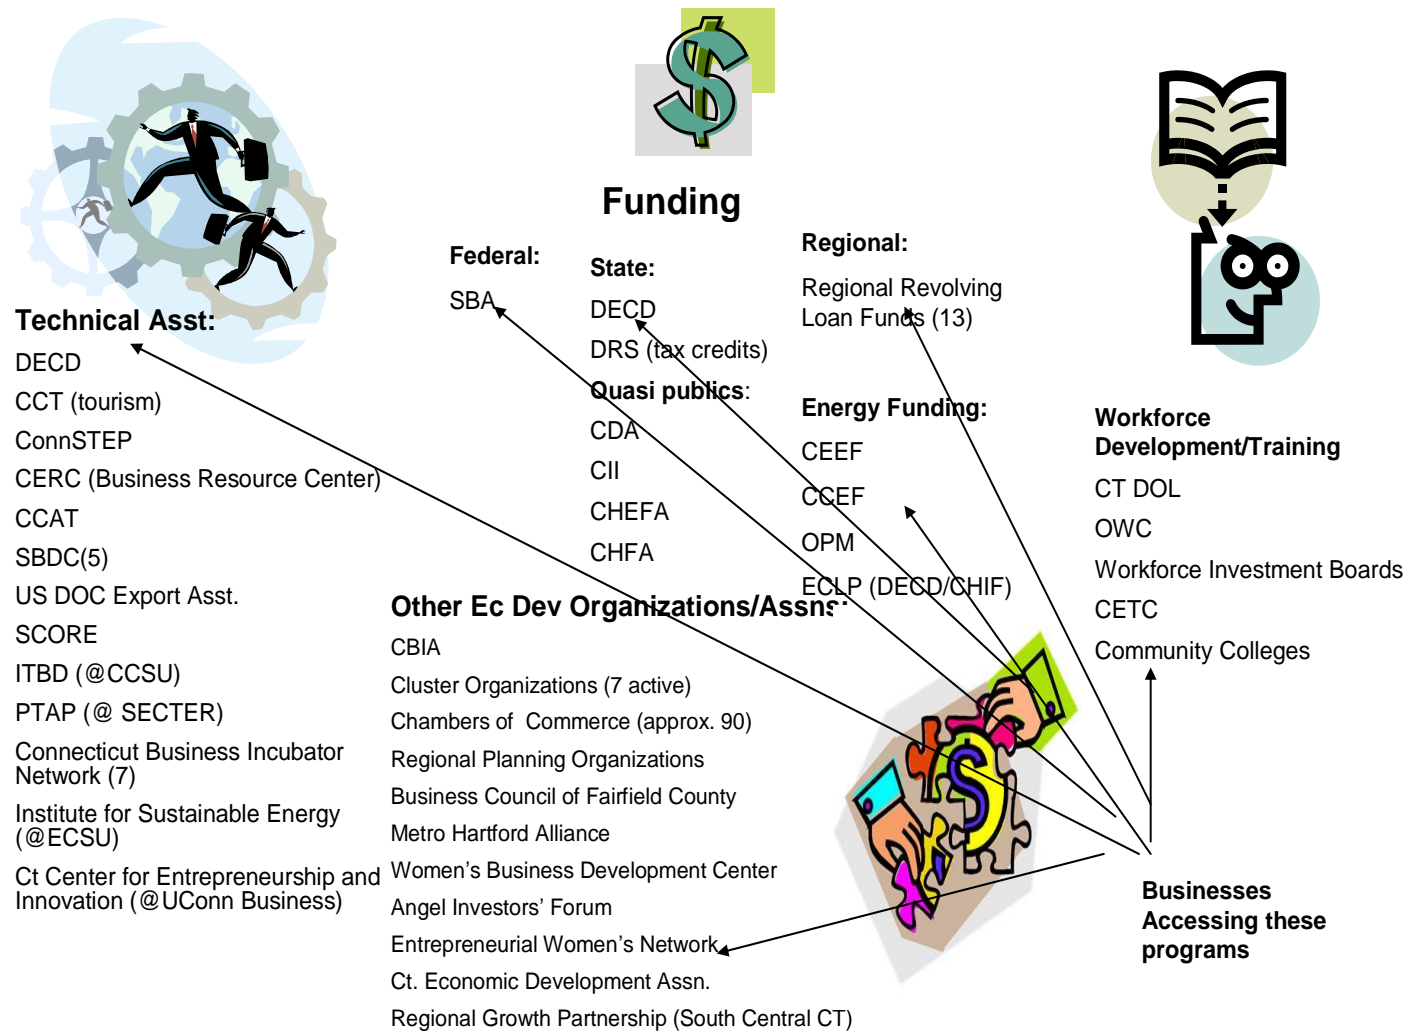 Funding
Federal:
SBA
State:
DECD
DRS (tax credits)
Quasi publics:
CDA
CII
CHEFA
CHFA
Regional:
Regional Revolving
Loan Funds (13)
Energy Funding:
CEEF
CCEF
OPM
ECLP (DECD/CHIF)
Technical Asst:
DECD
CCT (tourism)
ConnSTEP
CERC (Business Resource Center)
CCAT
SBDC(5)
US DOC Export Asst.
SCORE
ITBD (@CCSU)
PTAP (@ SECTER)
Connecticut Business Incubator
Network (7)
Institute for Sustainable Energy
(@ECSU)
Ct Center for Entrepreneurship and
Innovation (@UConn Business)
Other Ec Dev Organizations/Assns:
CBIA
Cluster Organizations (7 active)
Chambers of Commerce (approx. 90)
Regional Planning Organizations
Business Council of Fairfield County
Metro Hartford Alliance
Women's Business Development Center
Angel Investors' Forum
Entrepreneurial Women's Network
Ct. Economic Development Assn.
Regional Growth Partnership (South Central CT)
Workforce
Development/Training
CT DOL
OWC
Workforce Investment Boards
CETC
Community Colleges
Businesses
Accessing these
programs